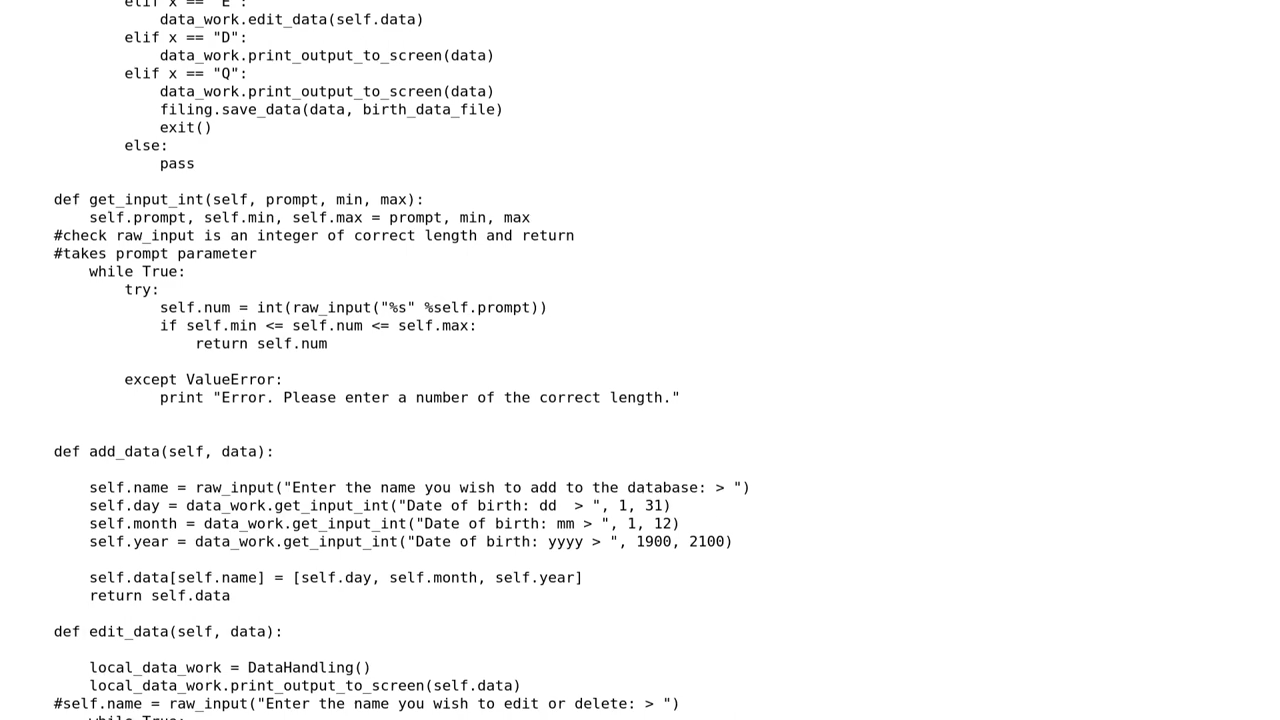 elif x == "E":
            data_work.edit_data(self.data)
        elif x == "D":
            data_work.print_output_to_screen(data)
        elif x == "Q":
            data_work.print_output_to_screen(data)
            filing.save_data(data, birth_data_file)
            exit()
        else:
            pass

def get_input_int(self, prompt, min, max):
    self.prompt, self.min, self.max = prompt, min, max
#check raw_input is an integer of correct length and return
#takes prompt parameter
    while True:
        try:
            self.num = int(raw_input("%s" %self.prompt))
            if self.min <= self.num <= self.max:
                return self.num

        except ValueError:
            print "Error. Please enter a number of the correct length."


def add_data(self, data):

    self.name = raw_input("Enter the name you wish to add to the database: > ")
    self.day = data_work.get_input_int("Date of birth: dd  > ", 1, 31)
    self.month = data_work.get_input_int("Date of birth: mm > ", 1, 12)
    self.year = data_work.get_input_int("Date of birth: yyyy > ", 1900, 2100)

    self.data[self.name] = [self.day, self.month, self.year]
    return self.data

def edit_data(self, data):

    local_data_work = DataHandling()
    local_data_work.print_output_to_screen(self.data)
#self.name = raw_input("Enter the name you wish to edit or delete: > ")
    while True: